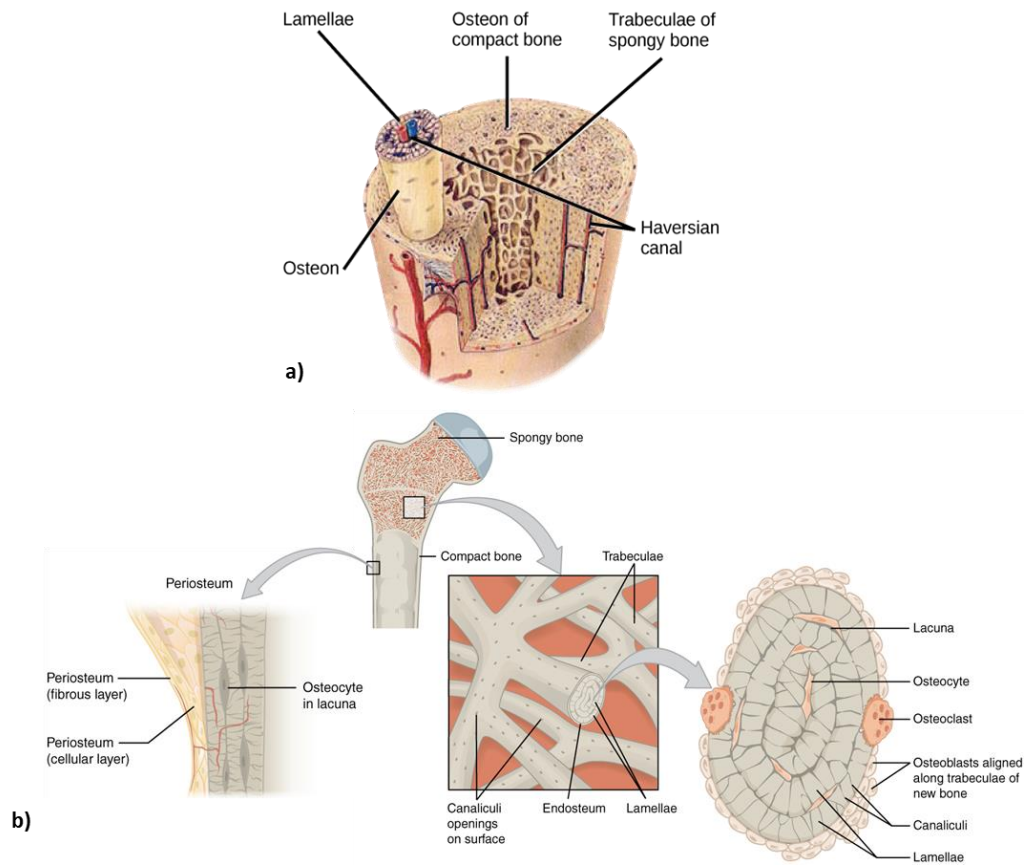 Lamellae
Osteon of
compact bone
Trabeculae of
spongy bone
Haversian
canal
Osteon
a)
Spongy bone
Compact bone
Trabeculae
Periosteum
Periosteum
(fibrous layer)
Osteocyte
in lacuna
Periosteum
(cellular layer)
Canaliculi
openings
on surface
Endosteum
Lamellae
Lacuna
Osteocyte
Osteoclast
Osteoblasts aligned
along trabeculae of
new bone
Canaliculi
Lamellae
b)